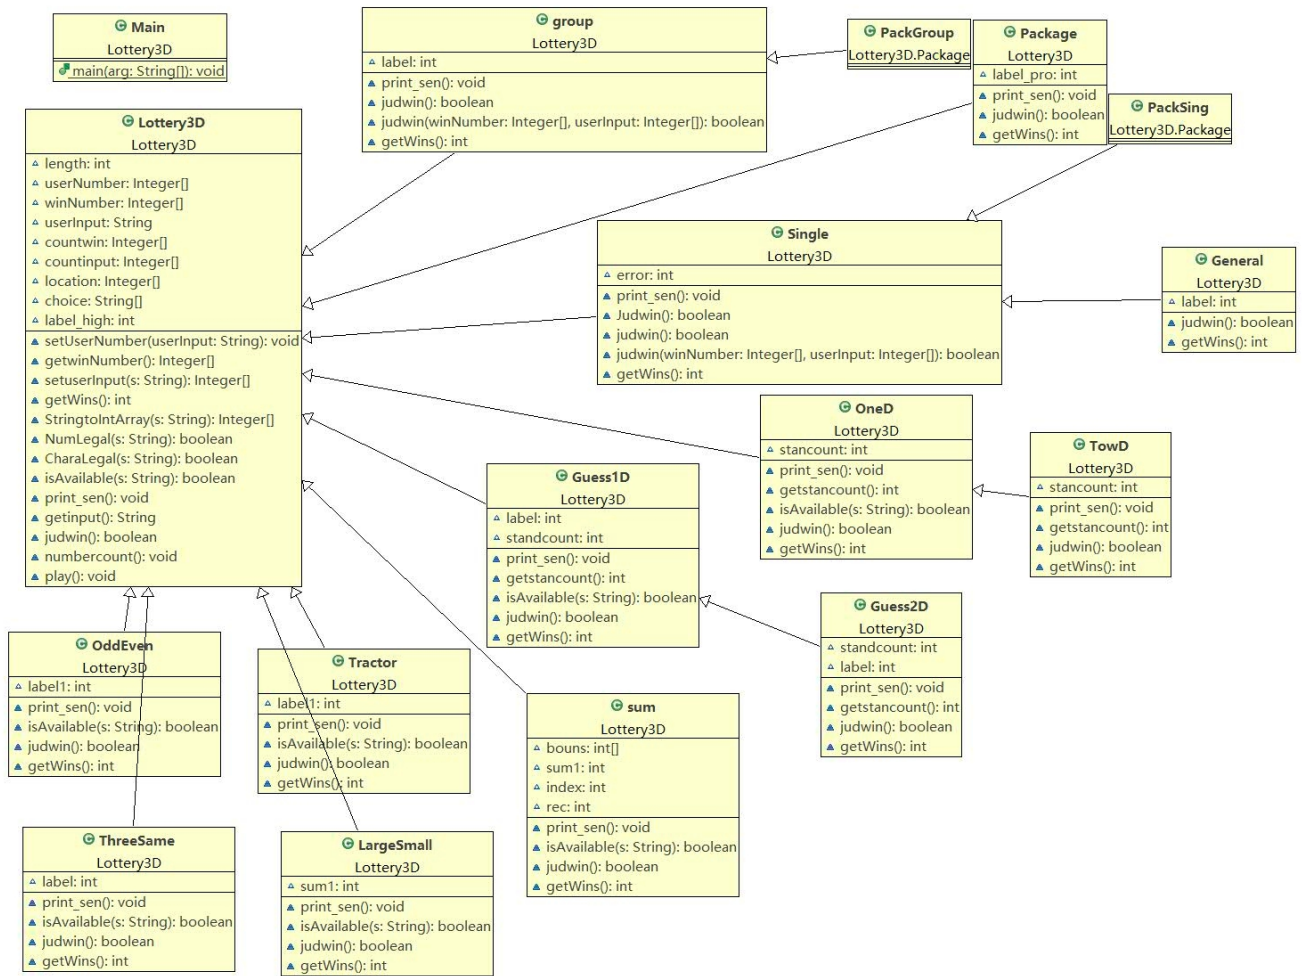 Main
Lottery3D
main(arg: String[]): void
Lottery3D
Lottery3D
length: int
userNumber: Integer[]
winNumber: Integer[]
userInput: String
countwin: Integer[]
countinput: Integer[]
location: Integer[]
choice: String[]
label_high: int
setUserNumber(userInput: String): void
getwinNumber(): Integer[]
setuserInput(s: String): Integer[]
getWins(): int
StringtoIntArray(s: String): Integer[]
NumLegal(s: String): boolean
CharaLegal(s: String): boolean
isAvailable(s: String): boolean
print_sen(): void
getinput(): String
judwin(): boolean
numbercount(): void
play(): void
group
Lottery3D
label: int
print_sen(): void
judwin(): boolean
judwin(winNumber: Integer[], userInput: Integer[]): boolean
getWins(): int
PackGroup
Lottery3D.Package
Package
Lottery3D
label_pro: int
print_sen(): void
judwin(): boolean
getWins(): int
PackSing
Lottery3D.Package
Single
Lottery3D
error: int
print_sen(): void
Judwin(): boolean
judwin(): boolean
judwin(winNumber: Integer[], userInput: Integer[]): boolean
getWins(): int
General
Lottery3D
label: int
judwin(): boolean
getWins(): int
OneD
Lottery3D
stancount: int
print_sen(): void
getstancount(): int
isAvailable(s: String): boolean
judwin(): boolean
getWins(): int
TowD
Lottery3D
stancount: int
print_sen(): void
getstancount(): int
judwin(): boolean
getWins(): int
Guess1D
Lottery3D
label: int
standcount: int
print_sen(): void
getstancount(): int
isAvailable(s: String): boolean
judwin(): boolean
getWins(): int
Guess2D
Lottery3D
standcount: int
label: int
print_sen(): void
getstancount(): int
judwin(): boolean
getWins(): int
OddEven
Lottery3D
label1: int
print_sen(): void
isAvailable(s: String): boolean
judwin(): boolean
getWins(): int
Tractor
Lottery3D
label1: int
print_sen(): void
isAvailable(s: String): boolean
judwin(): boolean
getWins(): int
sum
Lottery3D
bouns: int[]
sum1: int
index: int
rec: int
print_sen(): void
isAvailable(s: String): boolean
judwin(): boolean
getWins(): int
ThreeSame
Lottery3D
label: int
print_sen(): void
isAvailable(s: String): boolean
judwin(): boolean
getWins(): int
LargeSmall
Lottery3D
sum1: int
print_sen(): void
isAvailable(s: String): boolean
judwin(): boolean
getWins(): int